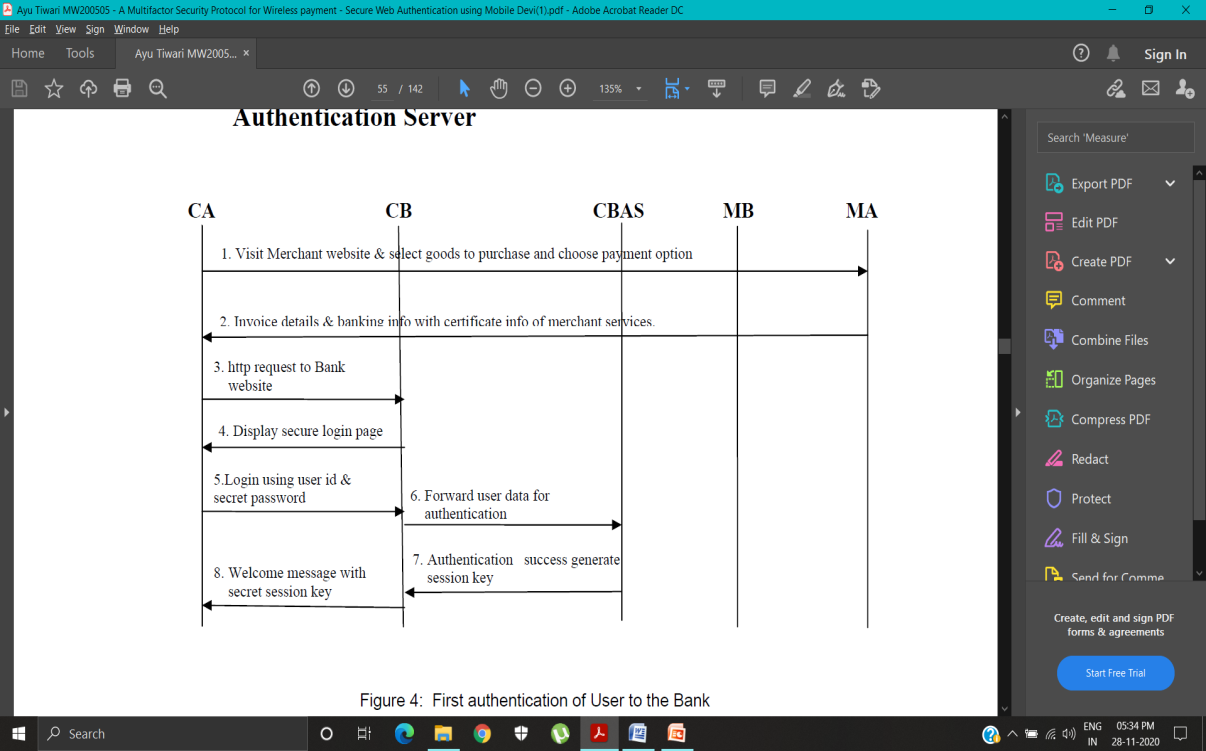 Ayu Tiwari MW200505 - A Multifactor Security Protocol for Wireless payment - Secure Web Authentication using Mobile Devi(1).pdf - Adobe Acrobat Reader DC
File Edit View Sign Window Help
Home Tools Ayu Tiwari MW2005... × Sign In
55 / 142 135%
Authentication Server
CA CB CBAS MB MA
1. Visit Merchant website & select goods to purchase and choose payment option
2. Invoice details & banking info with certificate info of merchant services.
3. http request to Bank
website
4. Display secure login page
5.Login using user id &
secret password
6. Forward user data for
authentication
7. Authentication success generate
session key
8. Welcome message with
secret session key
Figure 4: First authentication of User to the Bank
Search 'Measure'
Export PDF
Edit PDF
Create PDF
Comment
Combine Files
Organize Pages
Compress PDF
Redact
Protect
Fill & Sign
Send for Comme
Create, edit and sign PDF
forms & agreements
Start Free Trial
Search
ENG
IN
05:34 PM
28-11-2020